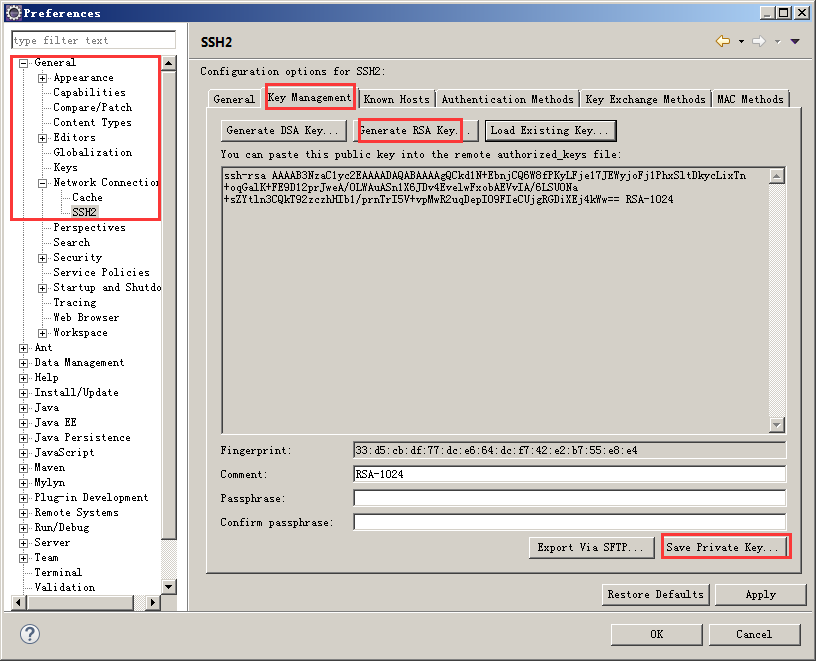 Preferences
type filter text
General
Appearance
Capabilities
Compare/Patch
Content Types
Editors
Globalization
Keys
Network Connection
Cache
SSH2
Perspectives
Search
Security
Service Policies
Startup and Shutdo
Tracing
Web Browser
Workspace
Ant
Data Management
Help
Install/Update
Java
Java EE
Java Persistence
JavaScript
Maven
Mylyn
Plug-in Development
Remote Systems
Run/Debug
Server
Team
Terminal
Validation
SSH2
Configuration options for SSH2:
General Key Management Known Hosts Authentication Methods Key Exchange Methods MAC Methods
Generate DSA Key... Generate RSA Key... Load Existing Key...
You can paste this public key into the remote authorized_keys file:
ssh-rsa AAAAB3NzaC1yc2EAAAADAQABAAAAgQCkd1N+EbnjCQ6W8fPKyLFje17JEWyjoFj1PhxSltDkycLixTn
+oqGalK+FE9D12prJweA/OLWAuASn1X6JDv4EvelwFxobAEVvIA/6LSUONa
+sZYtln3CQkT92zczhHIb1/prnTrI5V+vpMwR2uqDepIO9FIeCUjgRGDiXEj4kWw== RSA-1024
Fingerprint: 33:d5:cb:df:77:dc:e6:64:dc:f7:42:e2:b7:55:e8:e4
Comment: RSA-1024
Passphrase:
Confirm passphrase:
Export Via SFTP... Save Private Key...
Restore Defaults Apply
OK Cancel